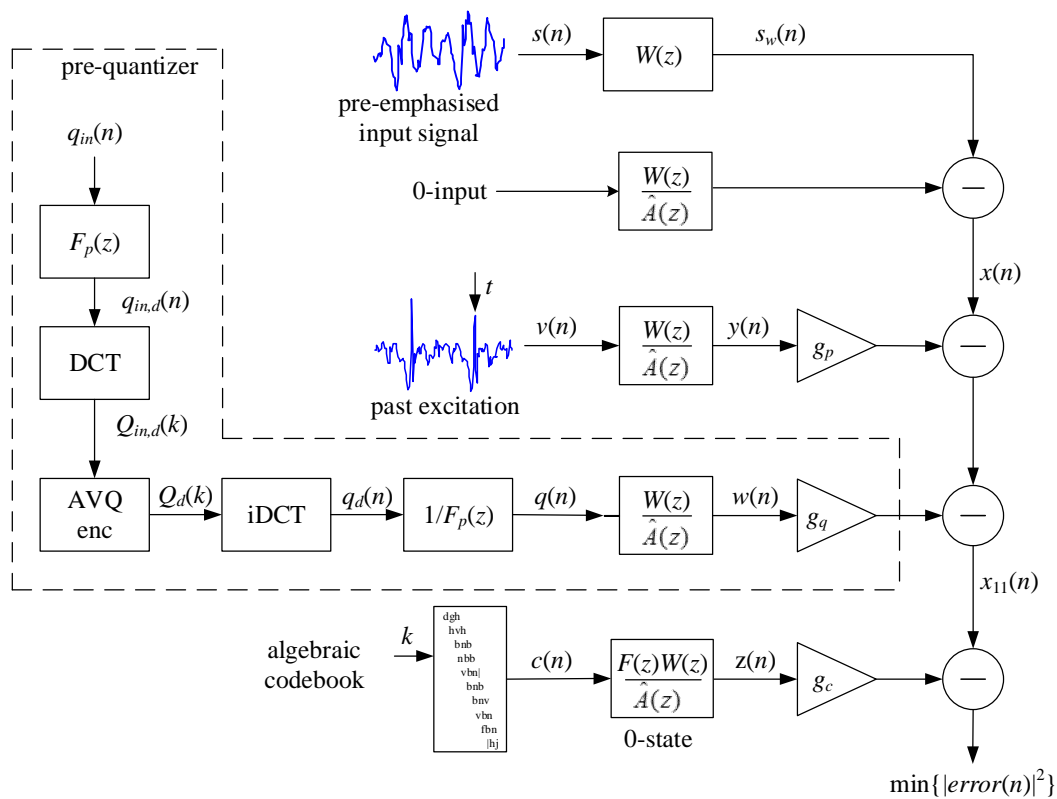 s(n)
W(z)
s_w(n)
pre-emphasised
input signal
pre-quantizer
q_in(n)
0-input
W(z)
Â(z)
F_p(z)
x(n)
q_in,d(n)
t
v(n)
W(z)
Â(z)
y(n)
g_p
DCT
past excitation
Q_in,d(k)
AVQ
enc
Q_d(k)
iDCT
q_d(n)
1/F_p(z)
q(n)
W(z)
Â(z)
w(n)
g_q
x_11(n)
algebraic
codebook
k
dgh
hvh
bnb
nbb
vbn|
bnb
bnv
vbn
fbn
|hj
c(n)
F(z)W(z)
Â(z)
0-state
z(n)
g_c
min{|error(n)|²}